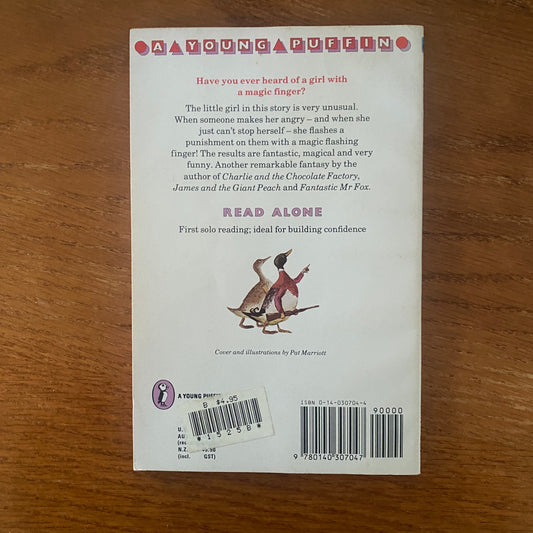 A YOUNG PUFFIN
Have you ever heard of a girl with
a magic finger?
The little girl in this story is very unusual.
When someone makes her angry – and when she
just can't stop herself – she flashes a
punishment on them with a magic flashing
finger! The results are fantastic, magical and very
funny. Another remarkable fantasy by the
author of Charlie and the Chocolate Factory,
James and the Giant Peach and Fantastic Mr Fox.
READ ALONE
First solo reading; ideal for building confidence
Cover and illustrations by Pat Marriott
A YOUNG
B $4.95
*15258*
U.
AU
(rec
N.Z.
(incl. GST)
ISBN 0-14-030704-4
90000
9 780140 307047